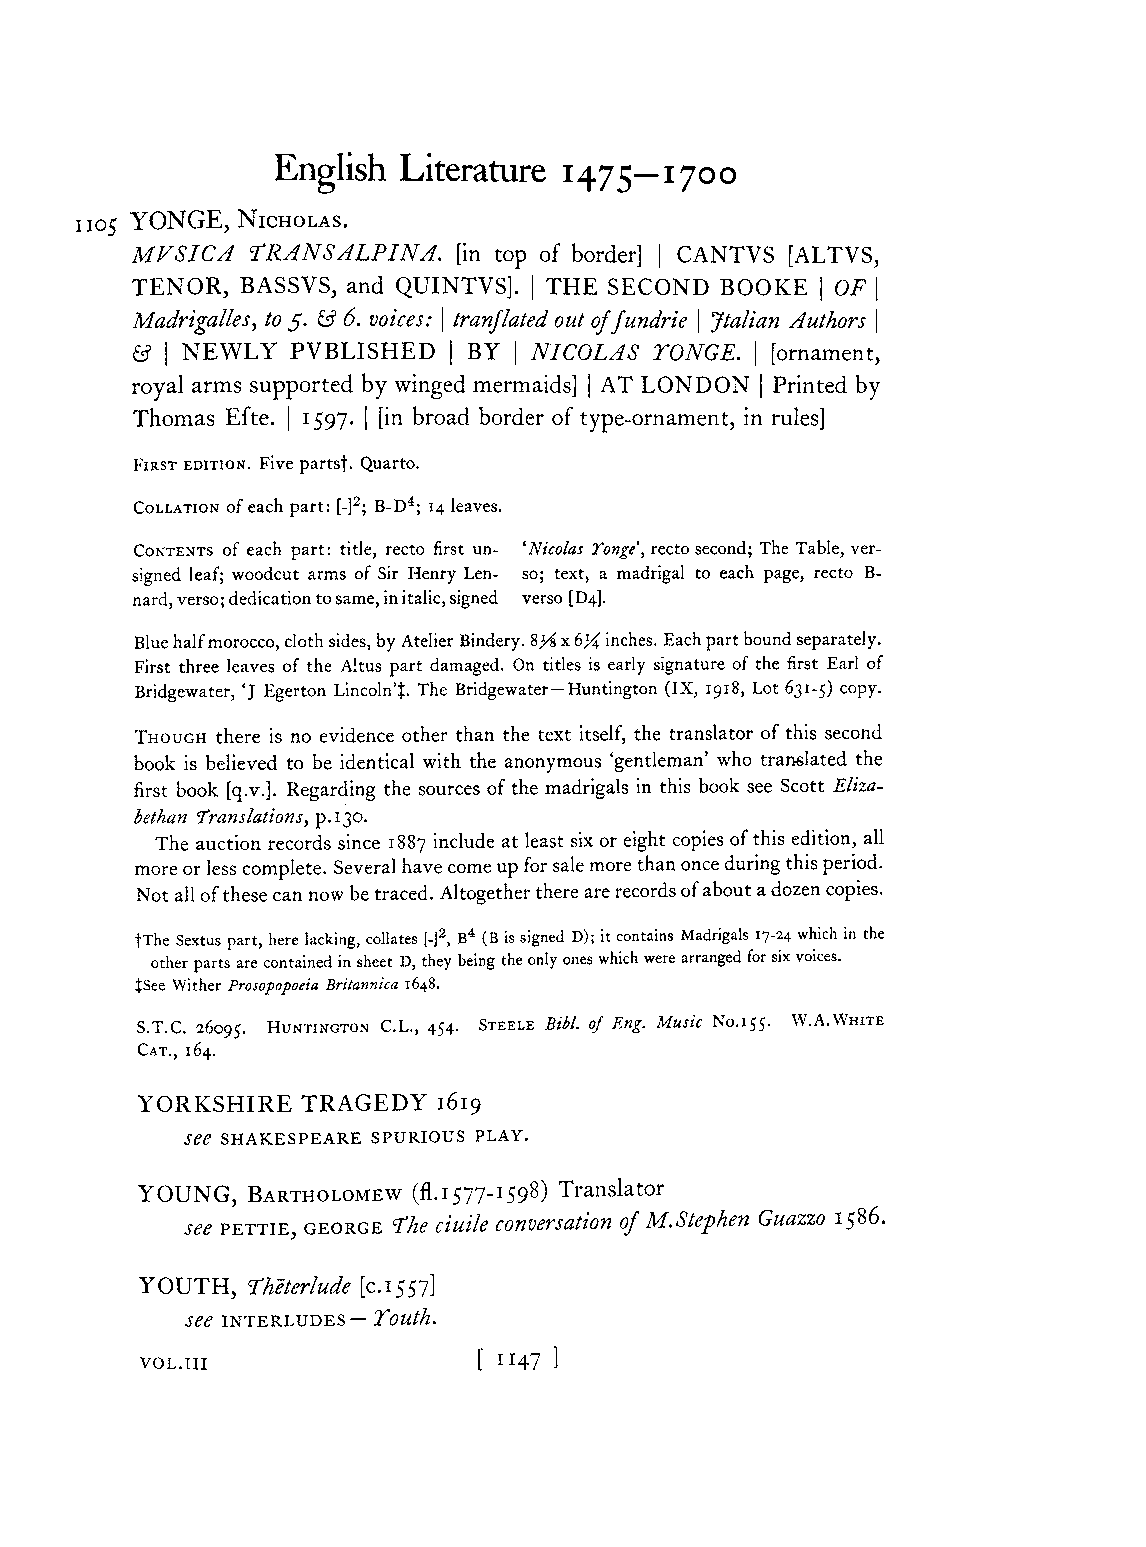 English Literature 1475—1700
1105 YONGE, NICHOLAS.
MVSICA TRANSALPINA. [in top of border] | CANTVS [ALTVS,
TENOR, BASSVS, and QUINTVS]. | THE SECOND BOOKE | OF |
Madrigalles, to 5. & 6. voices: | tranſlated out of ſundrie | Jtalian Authors |
& | NEWLY PVBLISHED | BY | NICOLAS YONGE. | [ornament,
royal arms supported by winged mermaids] | AT LONDON | Printed by
Thomas Eſte. | 1597. | [in broad border of type-ornament, in rules]
FIRST EDITION. Five parts†. Quarto.
COLLATION of each part: [-]²; B-D⁴; 14 leaves.
CONTENTS of each part: title, recto first un-
signed leaf; woodcut arms of Sir Henry Len-
nard, verso; dedication to same, in italic, signed
‘Nicolas Yonge’, recto second; The Table, ver-
so; text, a madrigal to each page, recto B-
verso [D4].
Blue half morocco, cloth sides, by Atelier Bindery. 8⅛ x 6¼ inches. Each part bound separately.
First three leaves of the Altus part damaged. On titles is early signature of the first Earl of
Bridgewater, ‘J Egerton Lincoln’‡. The Bridgewater—Huntington (IX, 1918, Lot 631-5) copy.
THOUGH there is no evidence other than the text itself, the translator of this second
book is believed to be identical with the anonymous ‘gentleman’ who translated the
first book [q.v.]. Regarding the sources of the madrigals in this book see Scott Eliza-
bethan Translations, p.130.
The auction records since 1887 include at least six or eight copies of this edition, all
more or less complete. Several have come up for sale more than once during this period.
Not all of these can now be traced. Altogether there are records of about a dozen copies.
†The Sextus part, here lacking, collates [-]², B⁴ (B is signed D); it contains Madrigals 17-24 which in the
other parts are contained in sheet D, they being the only ones which were arranged for six voices.
‡See Wither Prosopopoeia Britannica 1648.
S.T.C. 26095. HUNTINGTON C.L., 454. STEELE Bibl. of Eng. Music No.155. W.A.WHITE
CAT., 164.
YORKSHIRE TRAGEDY 1619
see SHAKESPEARE SPURIOUS PLAY.
YOUNG, BARTHOLOMEW (fl.1577-1598) Translator
see PETTIE, GEORGE The ciuile conversation of M.Stephen Guazzo 1586.
YOUTH, Thēterlude [c.1557]
see INTERLUDES— Youth.
VOL.III [ 1147 ]